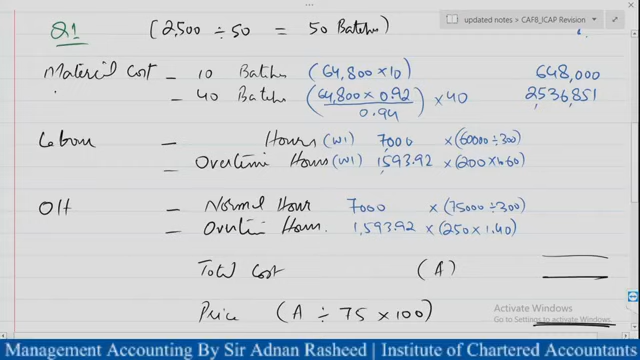 updated notes > CAF8_ICAP Revision
Q1 (2,500 ÷ 50 = 50 Batches)
Material Cost – 10 Batches (64,800 × 10) 648,000
– 40 Batches (64,800 × 0.92 / 0.94) × 40 2,536,851
Labour – Hours (W1) 7000 × (60000 ÷ 300)
– Overtime Hours (W1) 1,593.92 × (200 × 1.60)
OH – Normal Hour 7000 × (75000 ÷ 300)
– Overtime Hour. 1,593.92 × (250 × 1.40)
Total Cost (A)
Price (A ÷ 75 × 100)
Activate Windows
Go to Settings to activate Windows.
Management Accounting By Sir Adnan Rasheed | Institute of Chartered Accountants